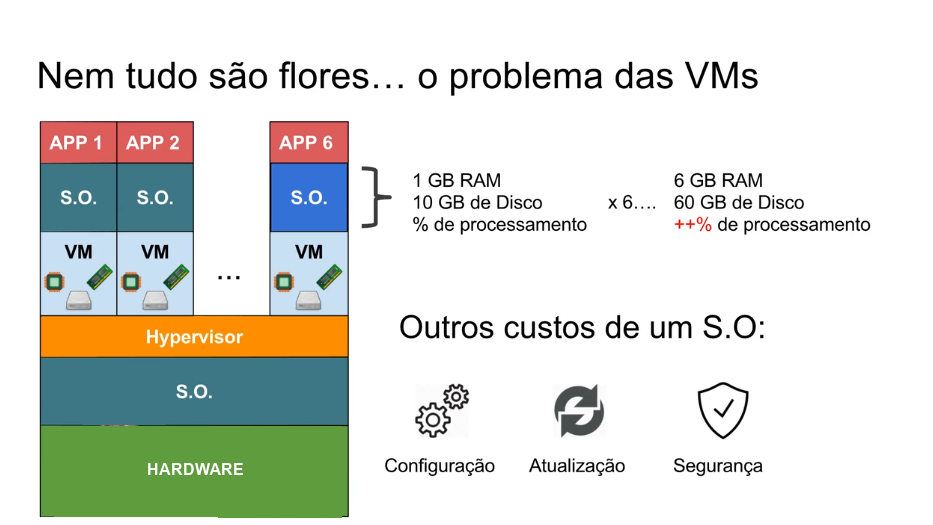 Nem tudo são flores… o problema das VMs
APP 1
APP 2
APP 6
S.O.
S.O.
S.O.
1 GB RAM
10 GB de Disco
% de processamento
x 6….
6 GB RAM
60 GB de Disco
++% de processamento
VM
VM
...
VM
Hypervisor
S.O.
HARDWARE
Outros custos de um S.O:
Configuração
Atualização
Segurança